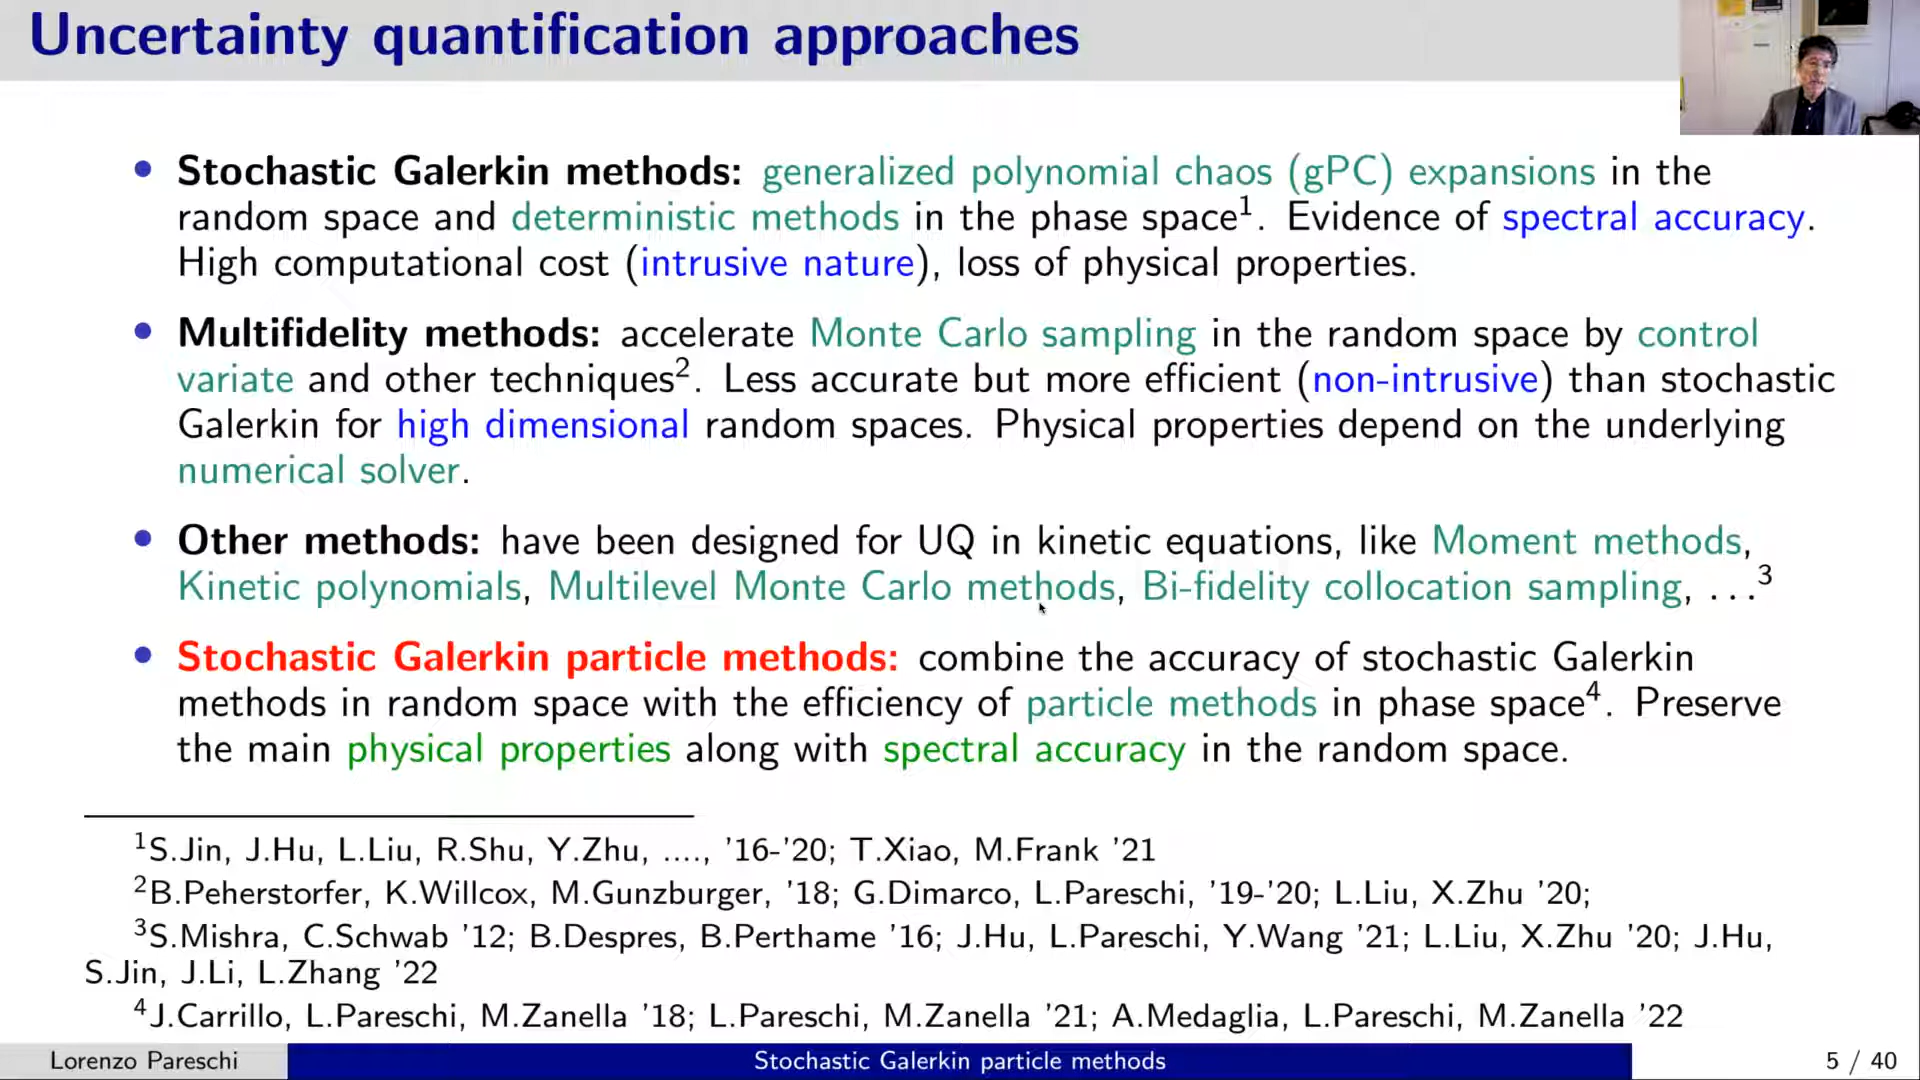 Uncertainty quantification approaches
• Stochastic Galerkin methods: generalized polynomial chaos (gPC) expansions in the
random space and deterministic methods in the phase space¹. Evidence of spectral accuracy.
High computational cost (intrusive nature), loss of physical properties.
• Multifidelity methods: accelerate Monte Carlo sampling in the random space by control
variate and other techniques². Less accurate but more efficient (non-intrusive) than stochastic
Galerkin for high dimensional random spaces. Physical properties depend on the underlying
numerical solver.
• Other methods: have been designed for UQ in kinetic equations, like Moment methods,
Kinetic polynomials, Multilevel Monte Carlo methods, Bi-fidelity collocation sampling, ...³
• Stochastic Galerkin particle methods: combine the accuracy of stochastic Galerkin
methods in random space with the efficiency of particle methods in phase space⁴. Preserve
the main physical properties along with spectral accuracy in the random space.
¹S.Jin, J.Hu, L.Liu, R.Shu, Y.Zhu, ...., '16-'20; T.Xiao, M.Frank '21
²B.Peherstorfer, K.Willcox, M.Gunzburger, '18; G.Dimarco, L.Pareschi, '19-'20; L.Liu, X.Zhu '20;
³S.Mishra, C.Schwab '12; B.Despres, B.Perthame '16; J.Hu, L.Pareschi, Y.Wang '21; L.Liu, X.Zhu '20; J.Hu,
S.Jin, J.Li, L.Zhang '22
⁴J.Carrillo, L.Pareschi, M.Zanella '18; L.Pareschi, M.Zanella '21; A.Medaglia, L.Pareschi, M.Zanella '22
Lorenzo Pareschi
Stochastic Galerkin particle methods
5 / 40